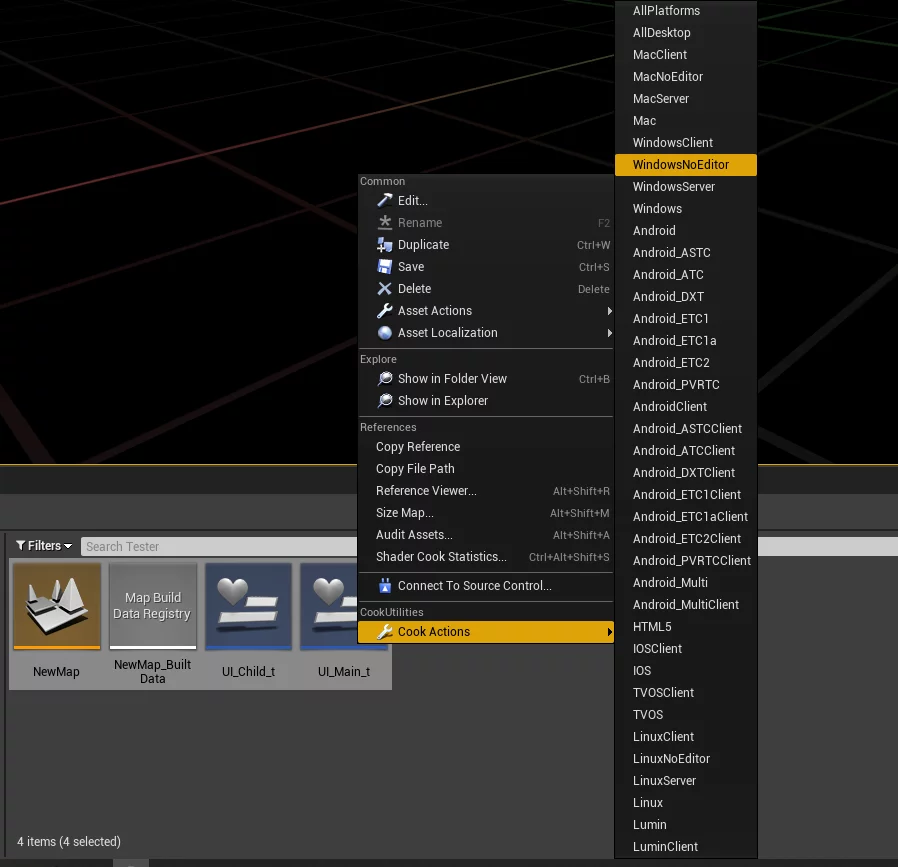 Common
Edit...
Rename F2
Duplicate Ctrl+W
Save Ctrl+S
Delete Delete
Asset Actions
Asset Localization
Explore
Show in Folder View Ctrl+B
Show in Explorer
References
Copy Reference
Copy File Path
Reference Viewer... Alt+Shift+R
Size Map... Alt+Shift+M
Audit Assets... Alt+Shift+A
Shader Cook Statistics... Ctrl+Alt+Shift+S
Connect To Source Control...
CookUtilities
Cook Actions
AllPlatforms
AllDesktop
MacClient
MacNoEditor
MacServer
Mac
WindowsClient
WindowsNoEditor
WindowsServer
Windows
Android
Android_ASTC
Android_ATC
Android_DXT
Android_ETC1
Android_ETC1a
Android_ETC2
Android_PVRTC
AndroidClient
Android_ASTCClient
Android_ATCClient
Android_DXTClient
Android_ETC1Client
Android_ETC1aClient
Android_ETC2Client
Android_PVRTCClient
Android_Multi
Android_MultiClient
HTML5
IOSClient
IOS
TVOSClient
TVOS
LinuxClient
LinuxNoEditor
LinuxServer
Linux
Lumin
LuminClient
Filters
Search Tester
Map Build
Data Registry
NewMap
NewMap_Built
Data
UI_Child_t
UI_Main_t
4 items (4 selected)